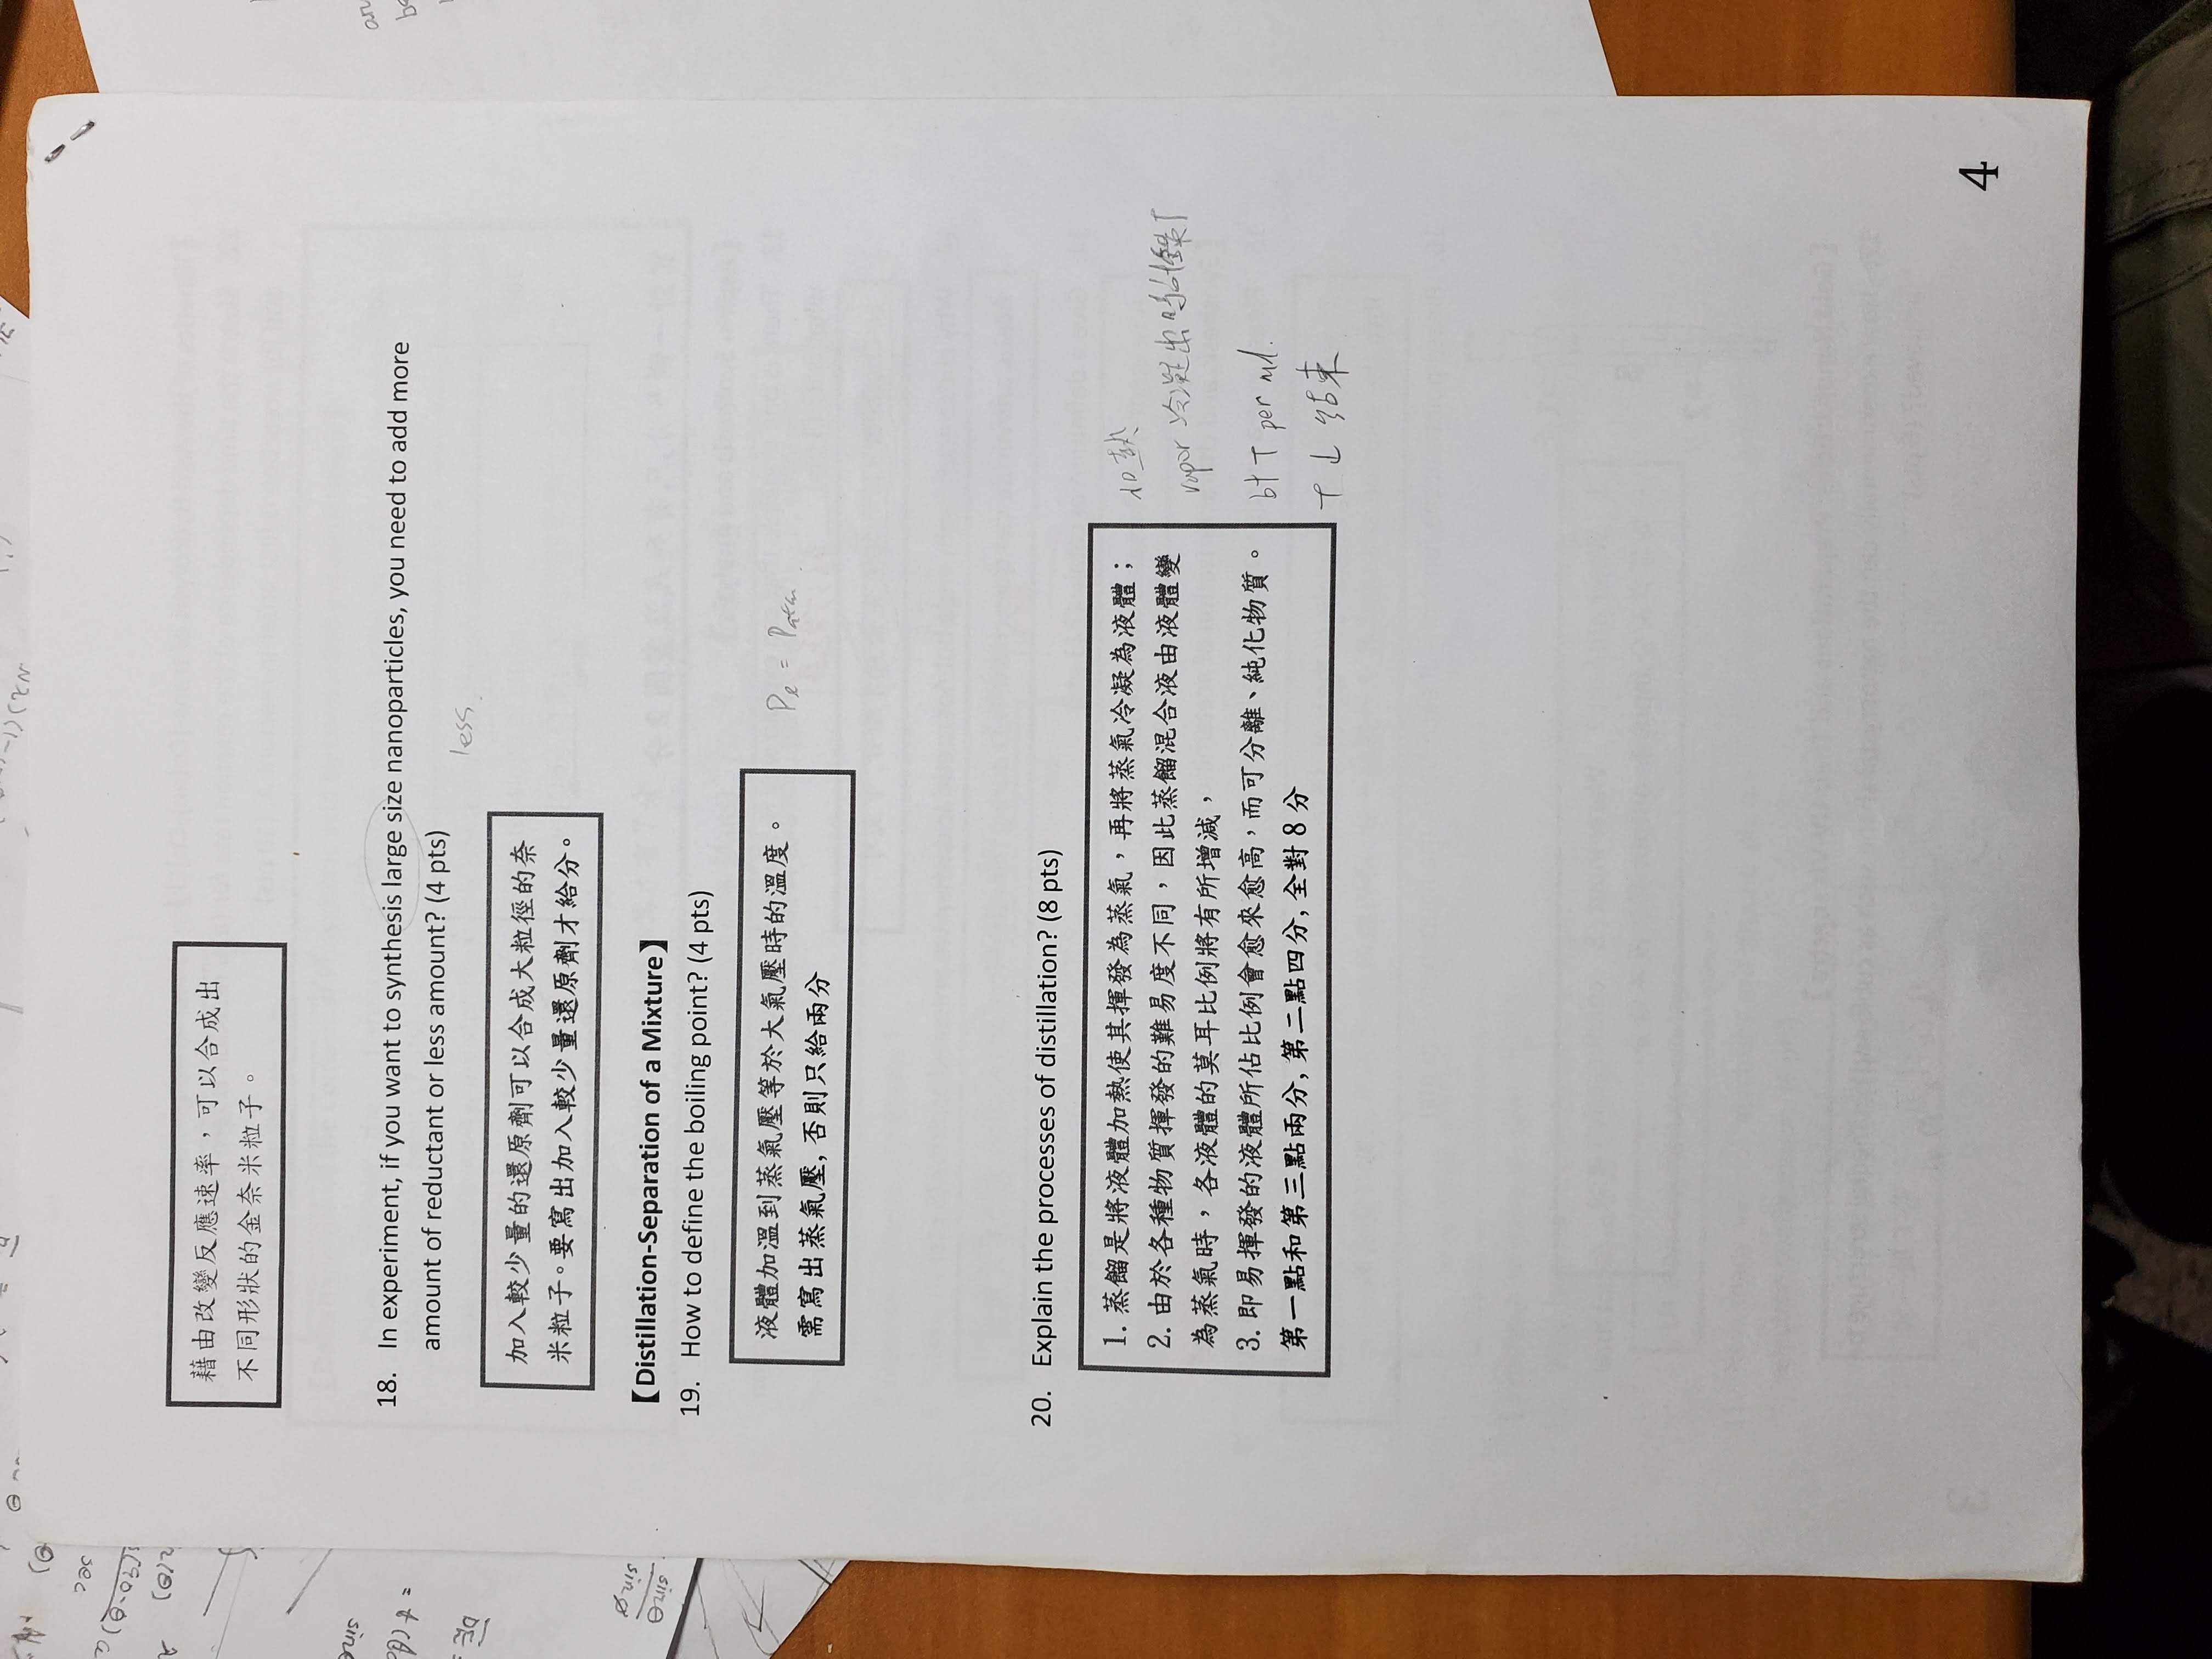 藉由改變反應速率，可以合成出
不同形狀的金奈米粒子。
18. In experiment, if you want to synthesis large size nanoparticles, you need to add more
amount of reductant or less amount? (4 pts)
less
加入較少量的還原劑可以合成大粒徑的奈
米粒子。要寫出加入較少量還原劑才給分。
【Distillation-Separation of a Mixture】
19. How to define the boiling point? (4 pts)
液體加溫到蒸氣壓等於大氣壓時的溫度。
需寫出蒸氣壓, 否則只給兩分
Pe = Patm
20. Explain the processes of distillation? (8 pts)
1. 蒸餾是將液體加熱使其揮發為蒸氣，再將蒸氣冷凝為液體；
2. 由於各種物質揮發的難易度不同，因此蒸餾混合液由液體變
為蒸氣時，各液體的莫耳比例將有所增減，
3. 即易揮發的液體所佔比例會愈來愈高，而可分離、純化物質。
第一點和第三點兩分, 第二點四分, 全對 8 分
加熱
vapor 冷凝出時 T
T per ml.
T ↓ 結束
4